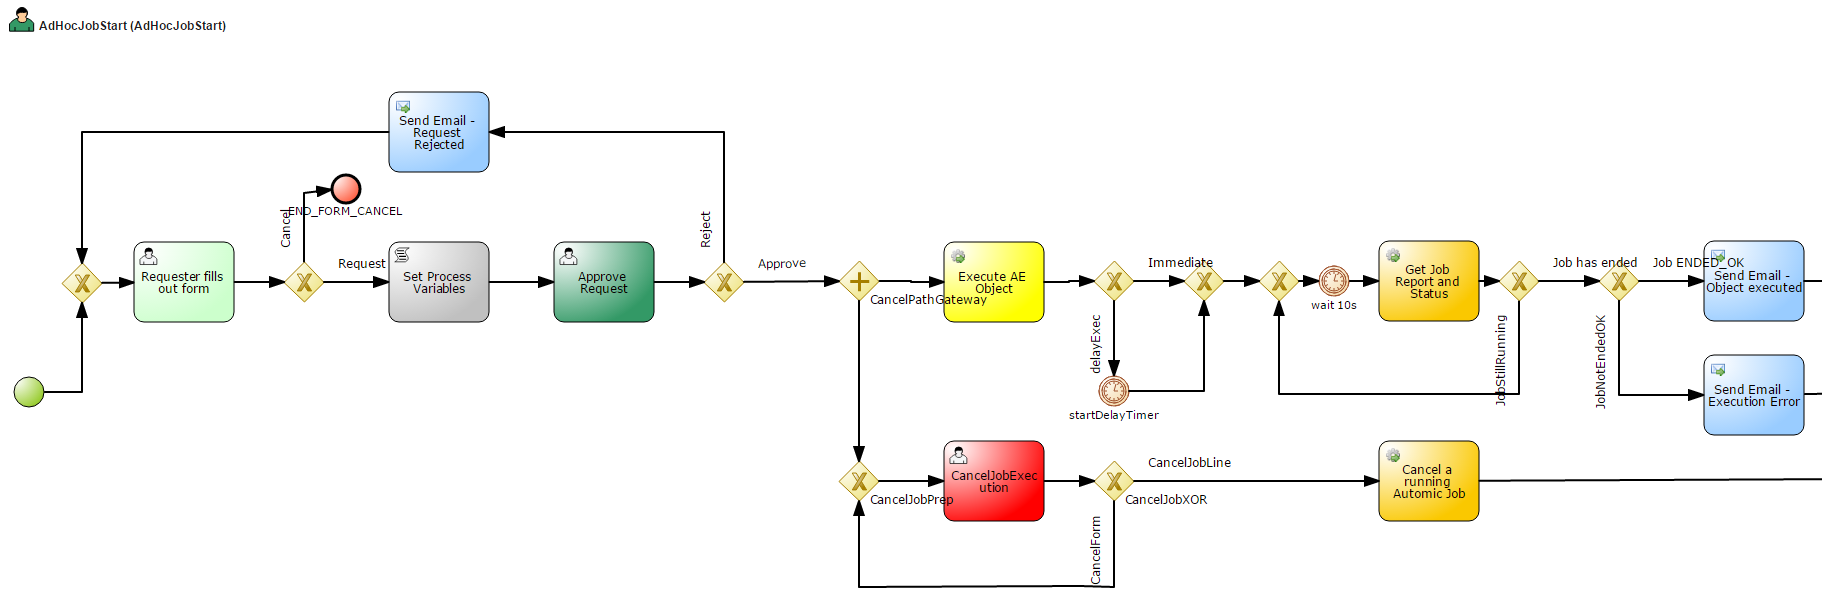 AdHocJobStart (AdHocJobStart)
Send Email -
Request
Rejected
Cancel
END_FORM_CANCEL
Requester fills
out form
Request
Set Process
Variables
Approve
Request
Reject
Approve
CancelPathGateway
Execute AE
Object
Immediate
delayExec
startDelayTimer
wait 10s
Get Job
Report and
Status
JobStillRunning
Job has ended
JobNotEndedOK
Job ENDED_OK
Send Email -
Object executed
Send Email -
Execution Error
CancelJobPrep
CancelJobExec
ution
CancelJobLine
CancelJobXOR
CancelForm
Cancel a
running
Automic Job